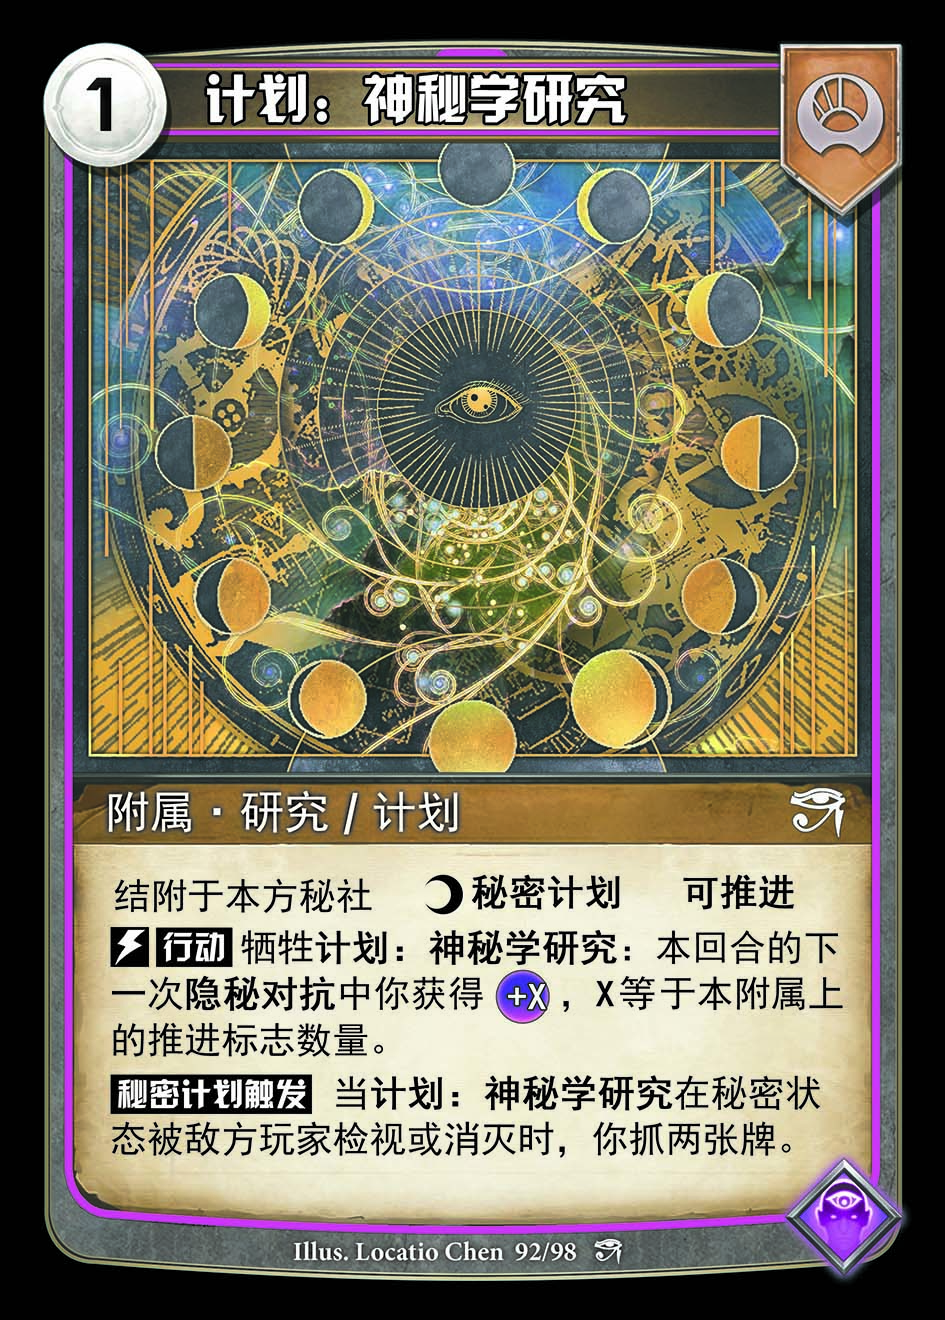 1
计划：神秘学研究
附属·研究 / 计划
结附于本方秘社 秘密计划 可推进
行动 牺牲计划：神秘学研究：本回合的下
一次隐秘对抗中你获得 +X ，X等于本附属上
的推进标志数量。
秘密计划触发 当计划：神秘学研究在秘密状
态被敌方玩家检视或消灭时，你抓两张牌。
Illus. Locatio Chen 92/98